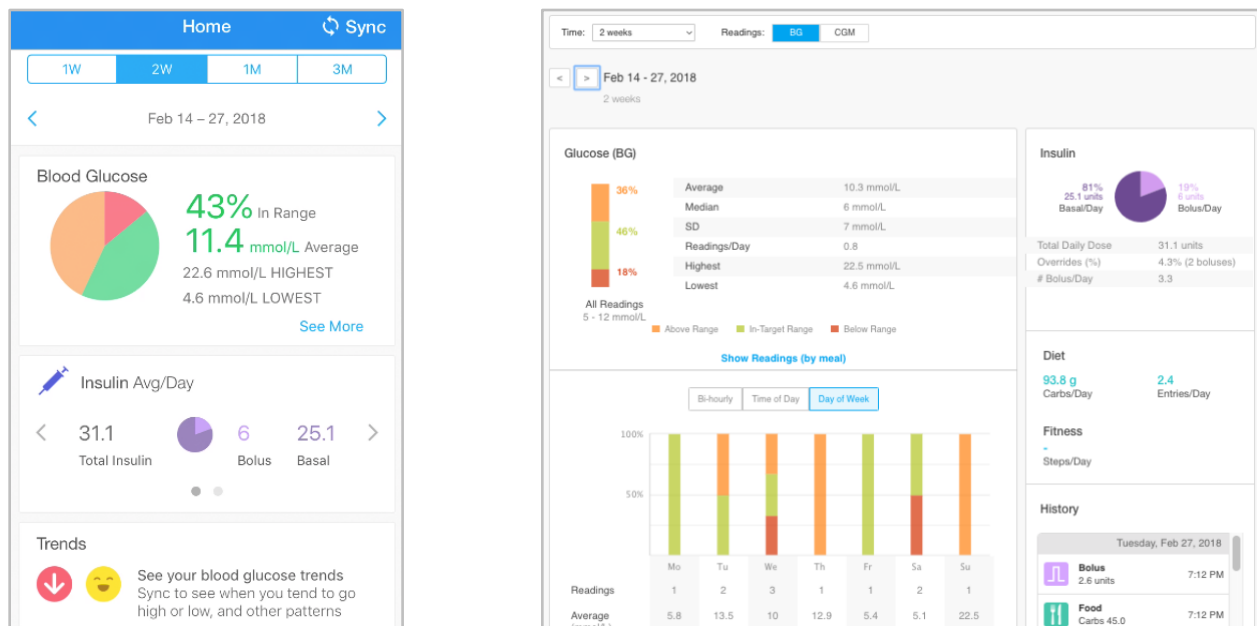 Home
Sync
1W 2W 1M 3M
Feb 14 – 27, 2018
Blood Glucose
43% In Range
11.4 mmol/L Average
22.6 mmol/L HIGHEST
4.6 mmol/L LOWEST
See More
Insulin Avg/Day
31.1 6 25.1
Total Insulin Bolus Basal
Trends
See your blood glucose trends
Sync to see when you tend to go
high or low, and other patterns
Time: 2 weeks Readings: BG CGM
< > Feb 14 - 27, 2018
2 weeks
Glucose (BG)
36%
46%
18%
All Readings
5 - 12 mmol/L
Average 10.3 mmol/L
Median 6 mmol/L
SD 7 mmol/L
Readings/Day 0.8
Highest 22.5 mmol/L
Lowest 4.6 mmol/L
Above Range In-Target Range Below Range
Show Readings (by meal)
Bi-hourly Time of Day Day of Week
100%
50%
Mo Tu We Th Fr Sa Su
Readings 1 2 3 1 1 2 1
Average 5.8 13.5 10 12.9 5.4 5.1 22.5
Insulin
81% 19%
25.1 units 6 units
Basal/Day Bolus/Day
Total Daily Dose 31.1 units
Overrides (%) 4.3% (2 boluses)
# Bolus/Day 3.3
Diet
93.8 g 2.4
Carbs/Day Entries/Day
Fitness
-
Steps/Day
History
Tuesday, Feb 27, 2018
Bolus
2.6 units 7:12 PM
Food
Carbs 45.0 7:12 PM